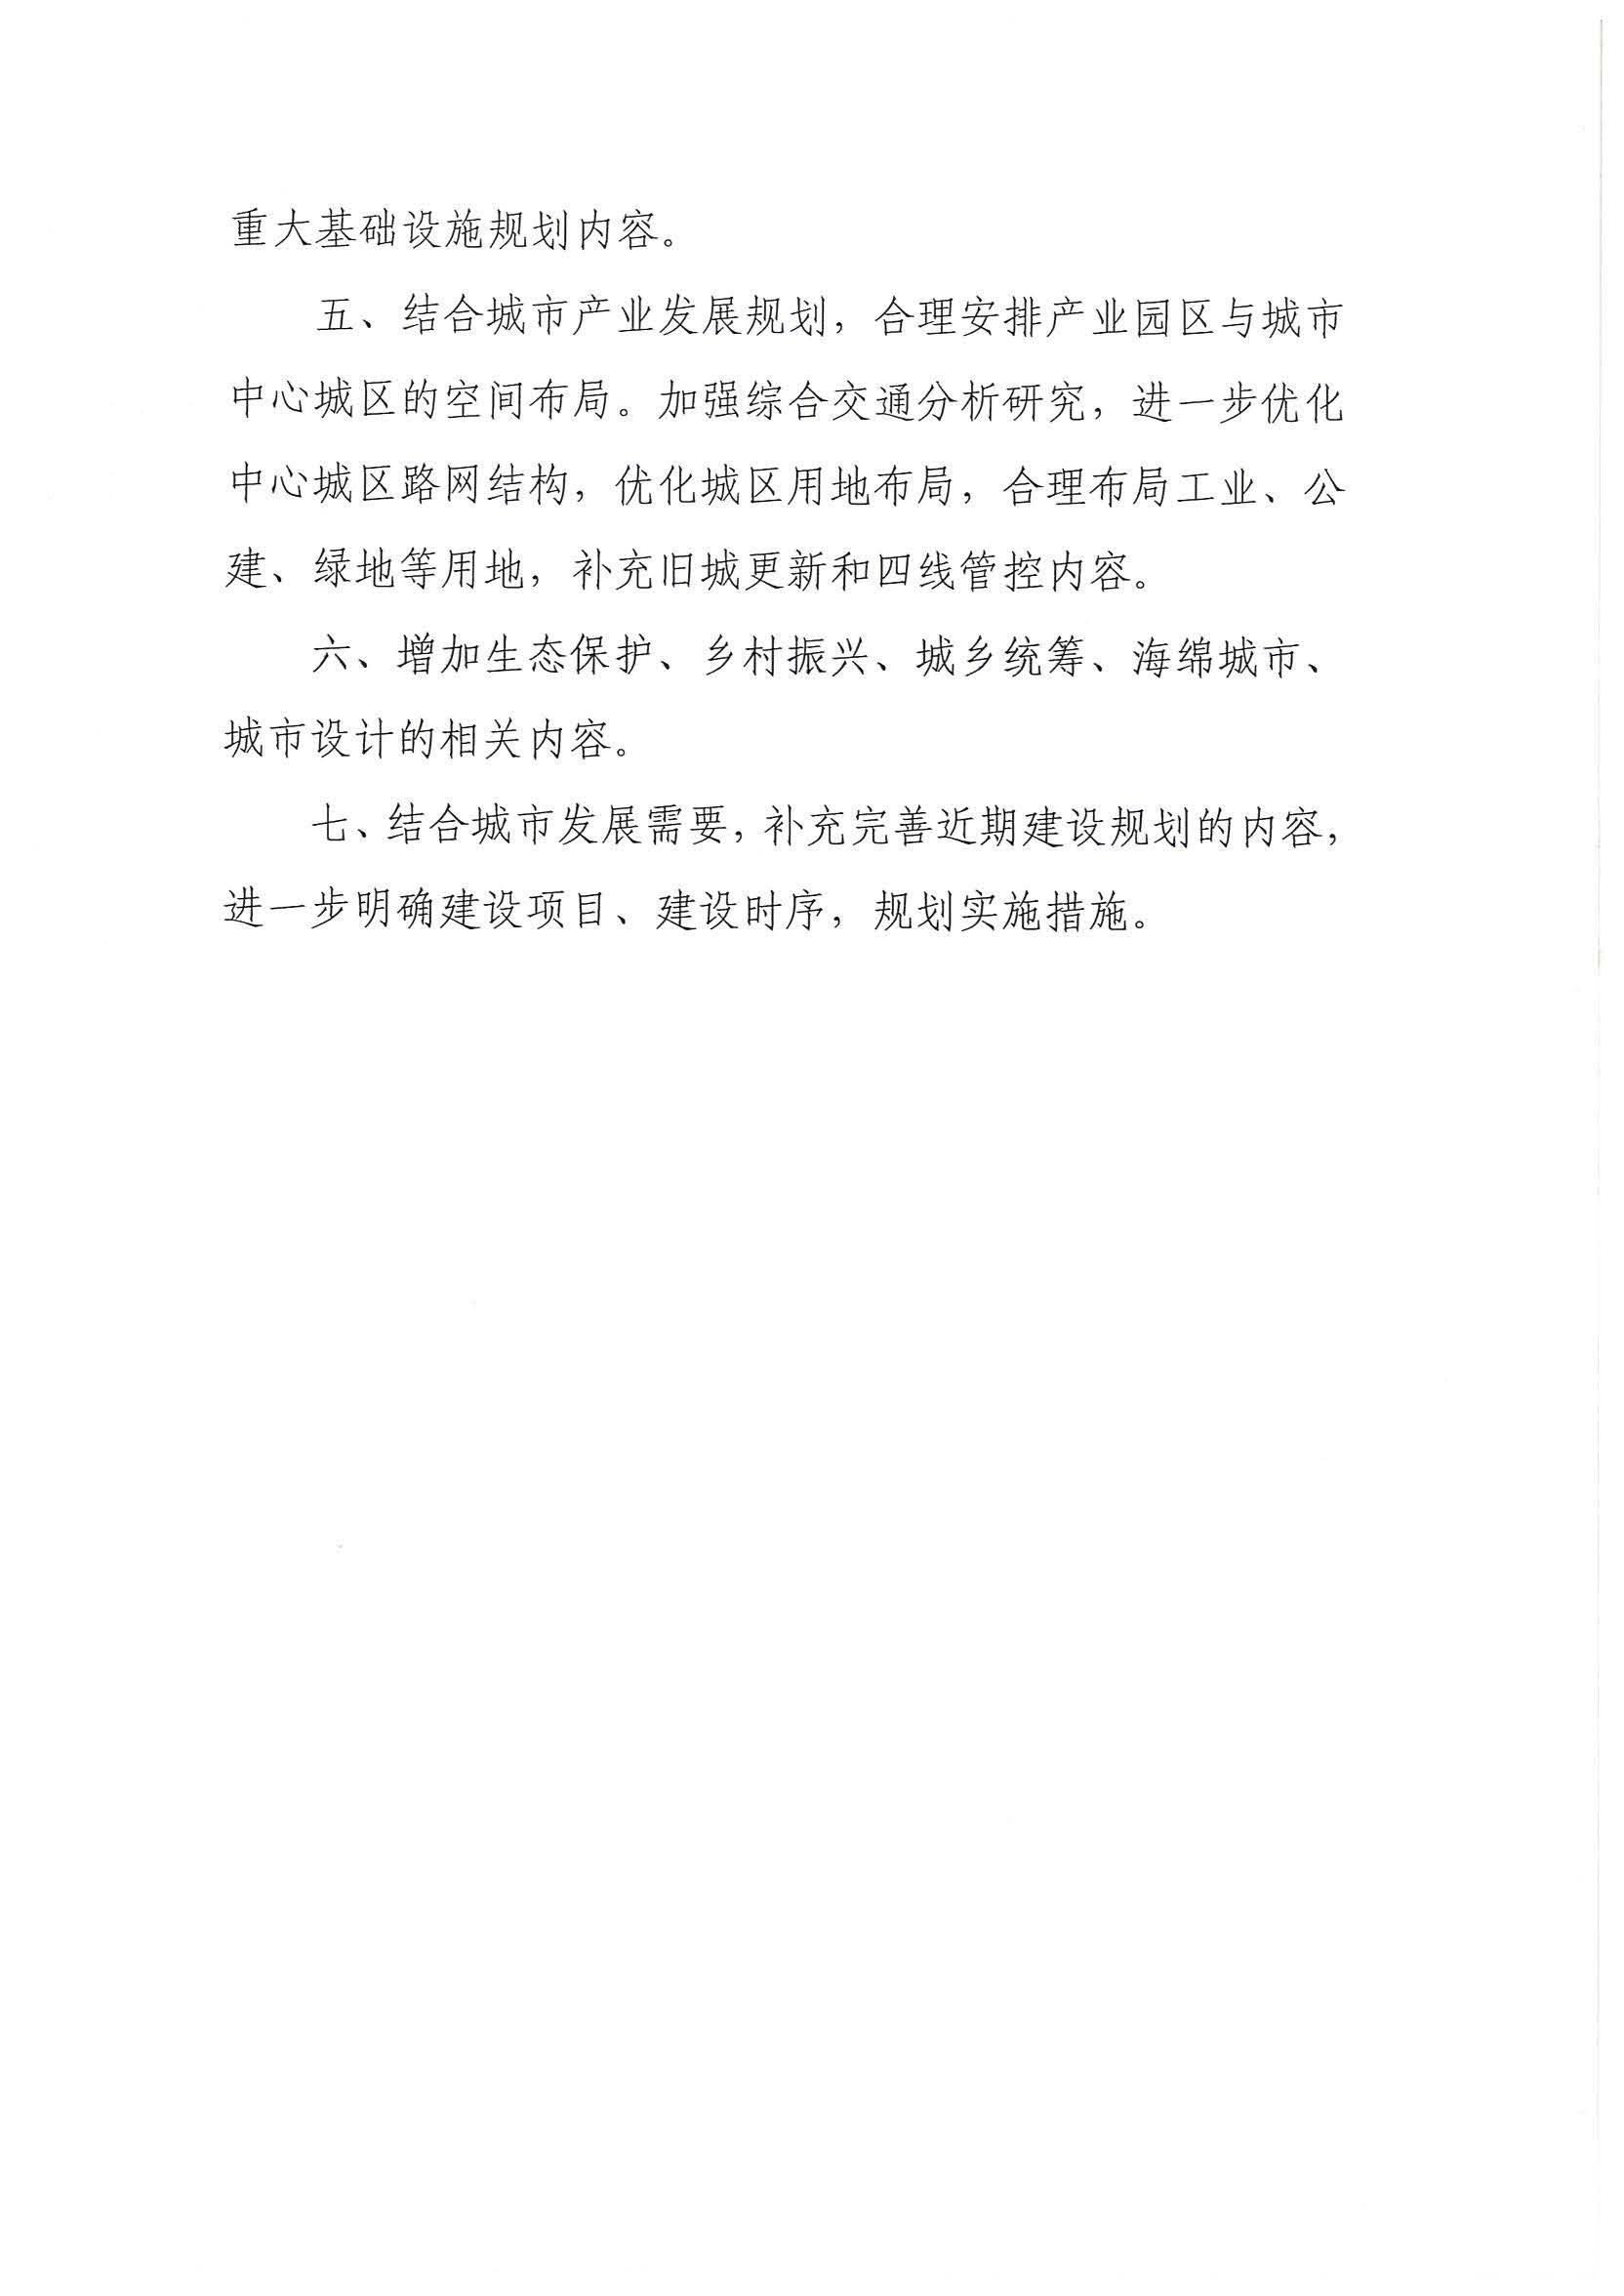 重大基础设施规划内容。
五、结合城市产业发展规划，合理安排产业园区与城市
中心城区的空间布局。加强综合交通分析研究，进一步优化
中心城区路网结构，优化城区用地布局，合理布局工业、公
建、绿地等用地，补充旧城更新和四线管控内容。
六、增加生态保护、乡村振兴、城乡统筹、海绵城市、
城市设计的相关内容。
七、结合城市发展需要，补充完善近期建设规划的内容，
进一步明确建设项目、建设时序，规划实施措施。